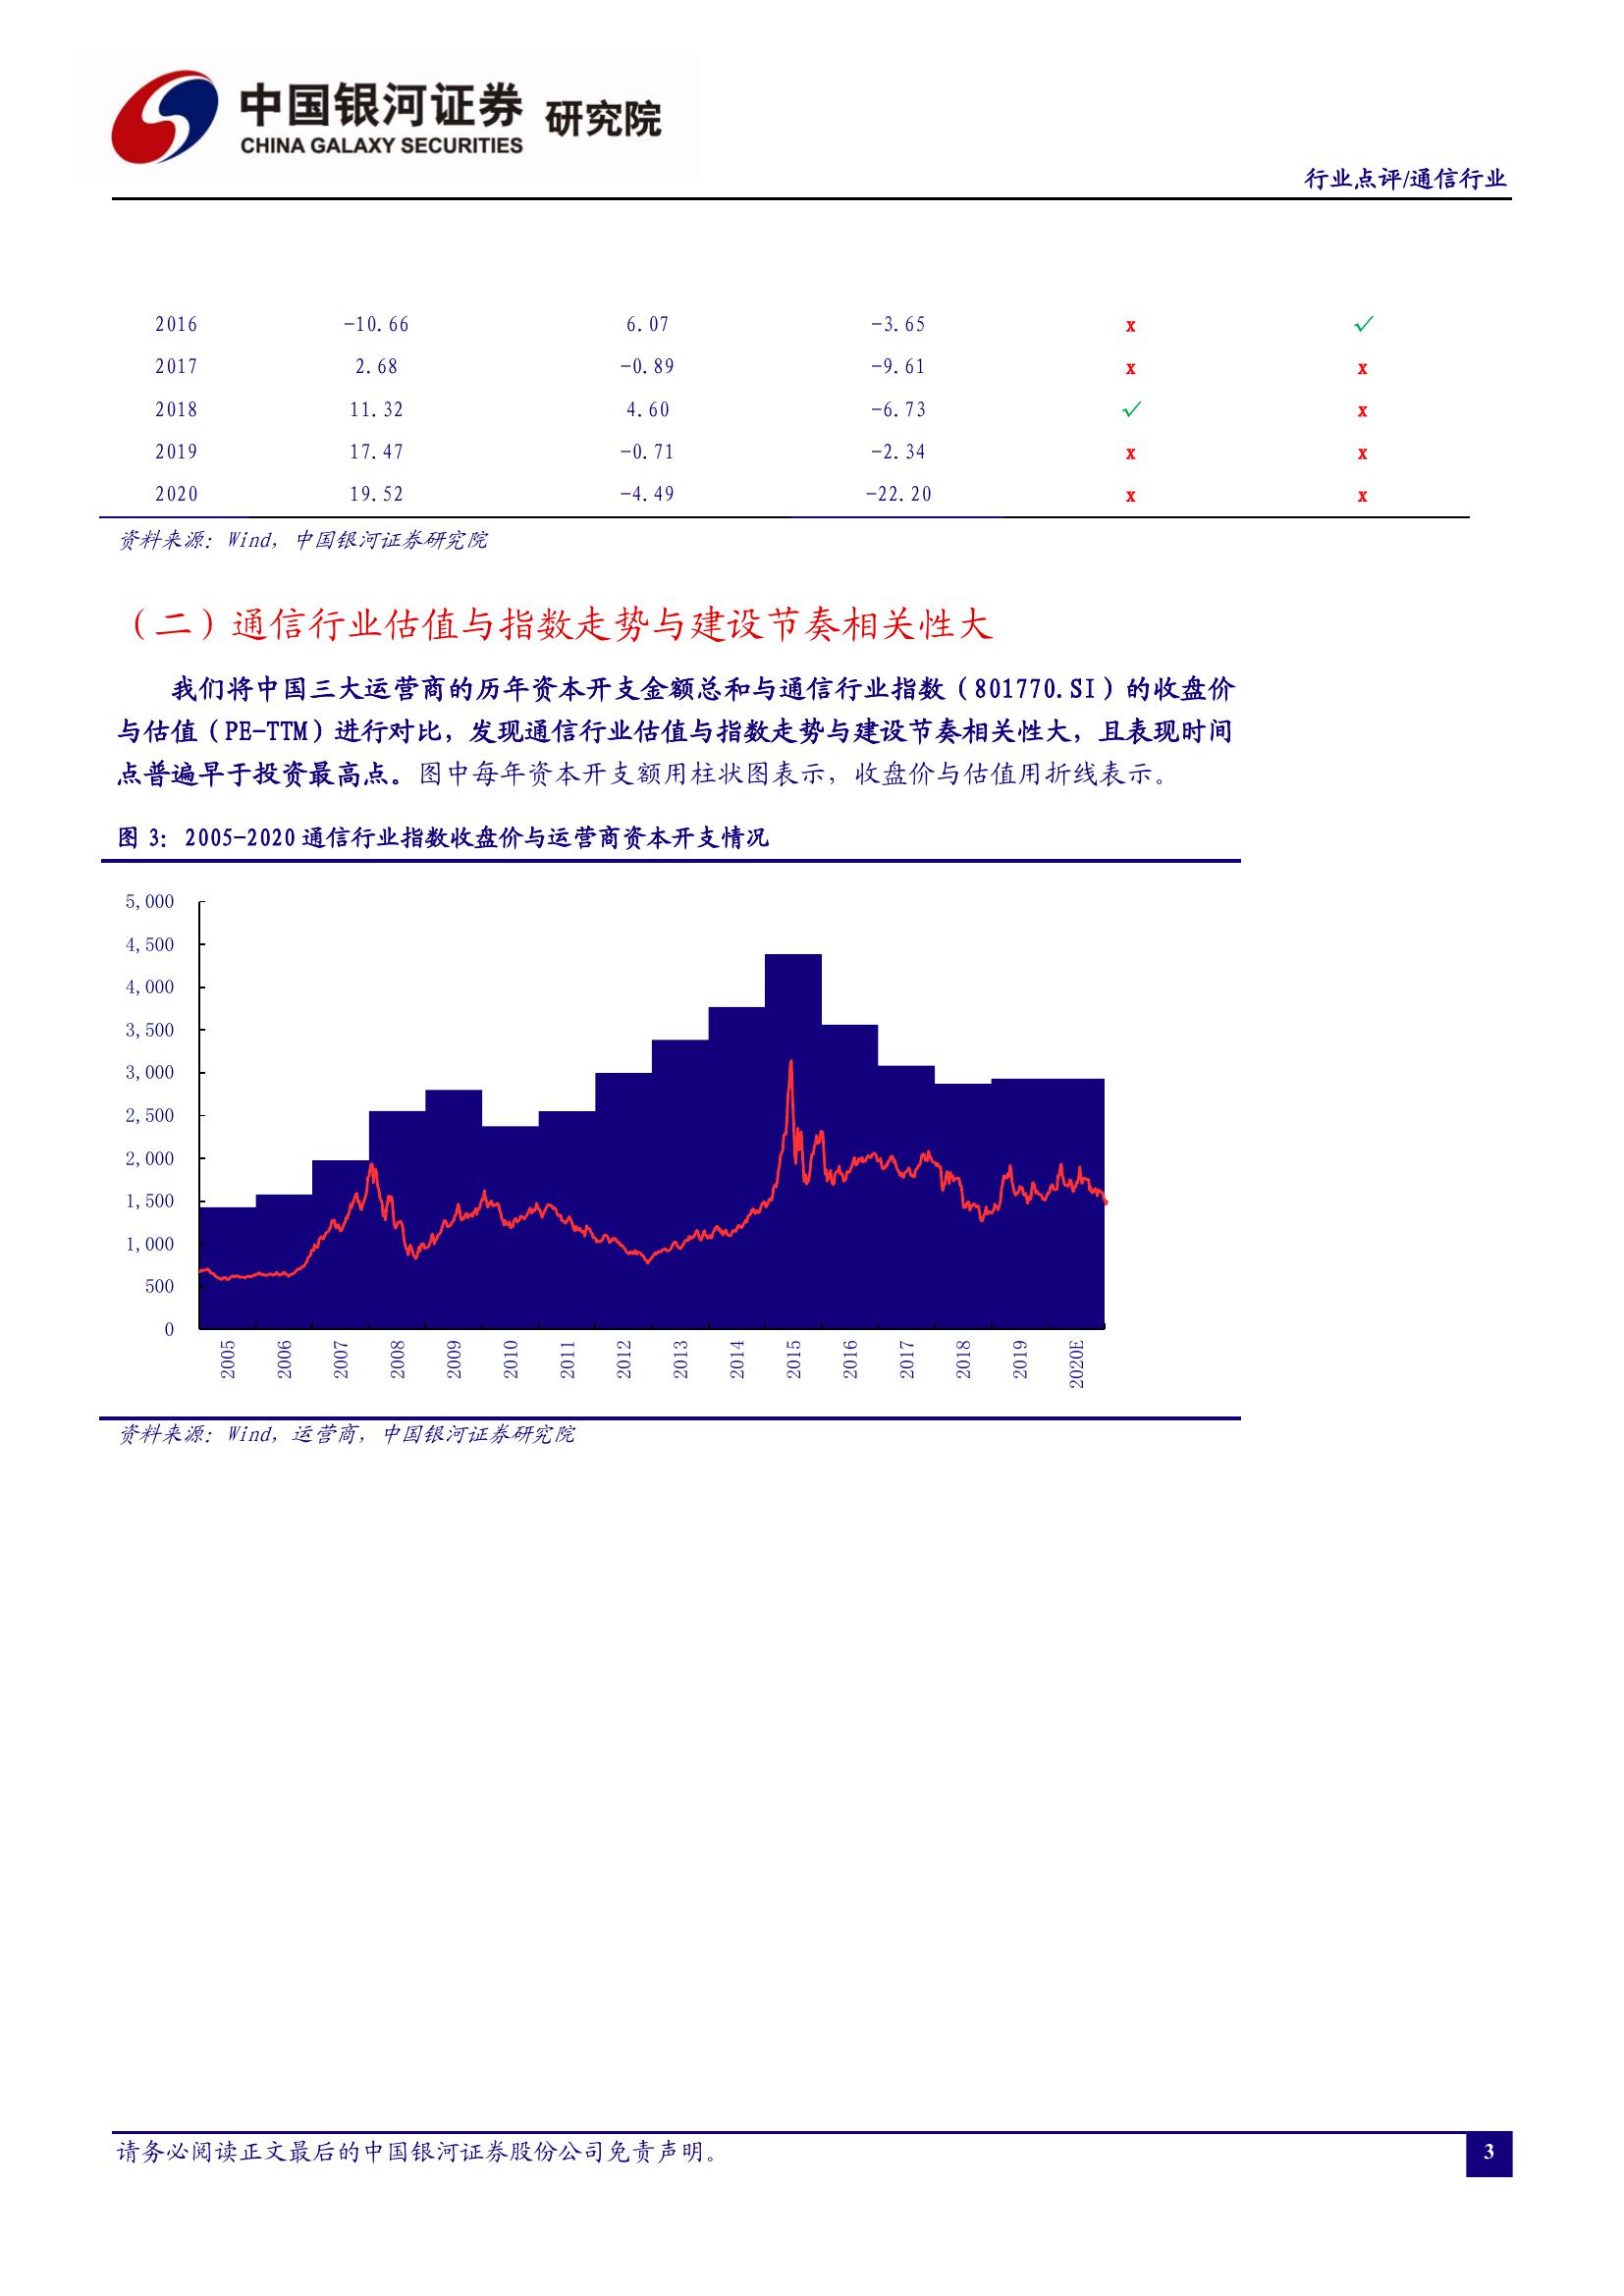 中国银河证券 研究院
CHINA GALAXY SECURITIES
行业点评/通信行业
2016 -10.66 6.07 -3.65 x ✓
2017 2.68 -0.89 -9.61 x x
2018 11.32 4.60 -6.73 ✓ x
2019 17.47 -0.71 -2.34 x x
2020 19.52 -4.49 -22.20 x x
资料来源：Wind，中国银河证券研究院
（二）通信行业估值与指数走势与建设节奏相关性大
我们将中国三大运营商的历年资本开支金额总和与通信行业指数（801770.SI）的收盘价
与估值（PE-TTM）进行对比，发现通信行业估值与指数走势与建设节奏相关性大，且表现时间
点普遍早于投资最高点。图中每年资本开支额用柱状图表示，收盘价与估值用折线表示。
图 3：2005-2020 通信行业指数收盘价与运营商资本开支情况
5,000
4,500
4,000
3,500
3,000
2,500
2,000
1,500
1,000
500
0
2005 2006 2007 2008 2009 2010 2011 2012 2013 2014 2015 2016 2017 2018 2019 2020E
资料来源：Wind，运营商，中国银河证券研究院
请务必阅读正文最后的中国银河证券股份公司免责声明。
3